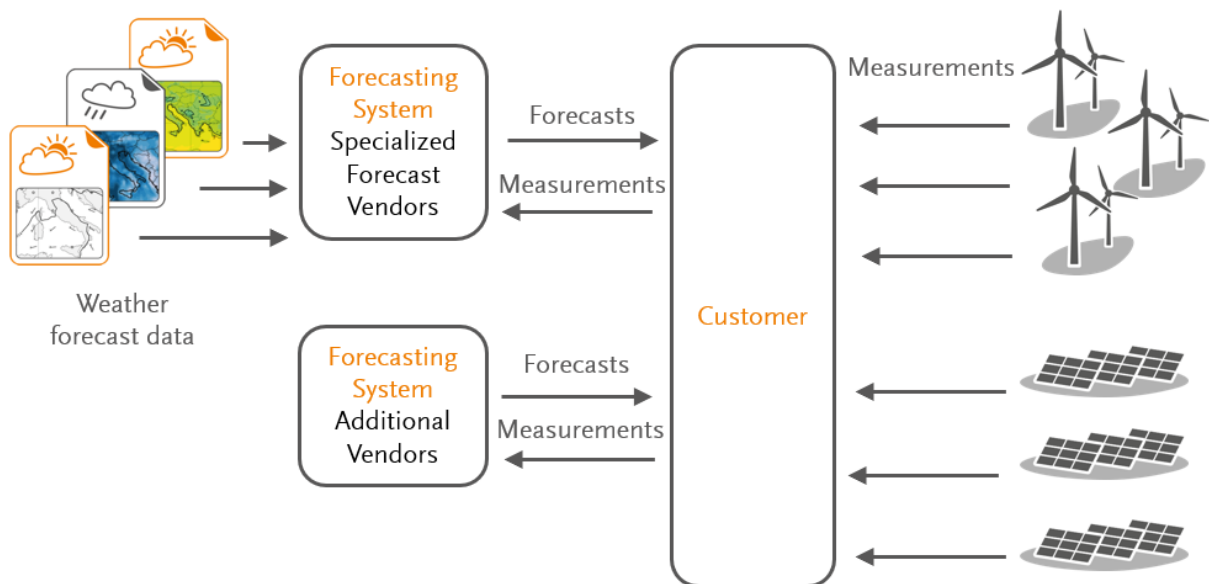 Weather
forecast data
Forecasting
System
Specialized
Forecast
Vendors
Forecasts
Measurements
Forecasting
System
Additional
Vendors
Forecasts
Measurements
Customer
Measurements